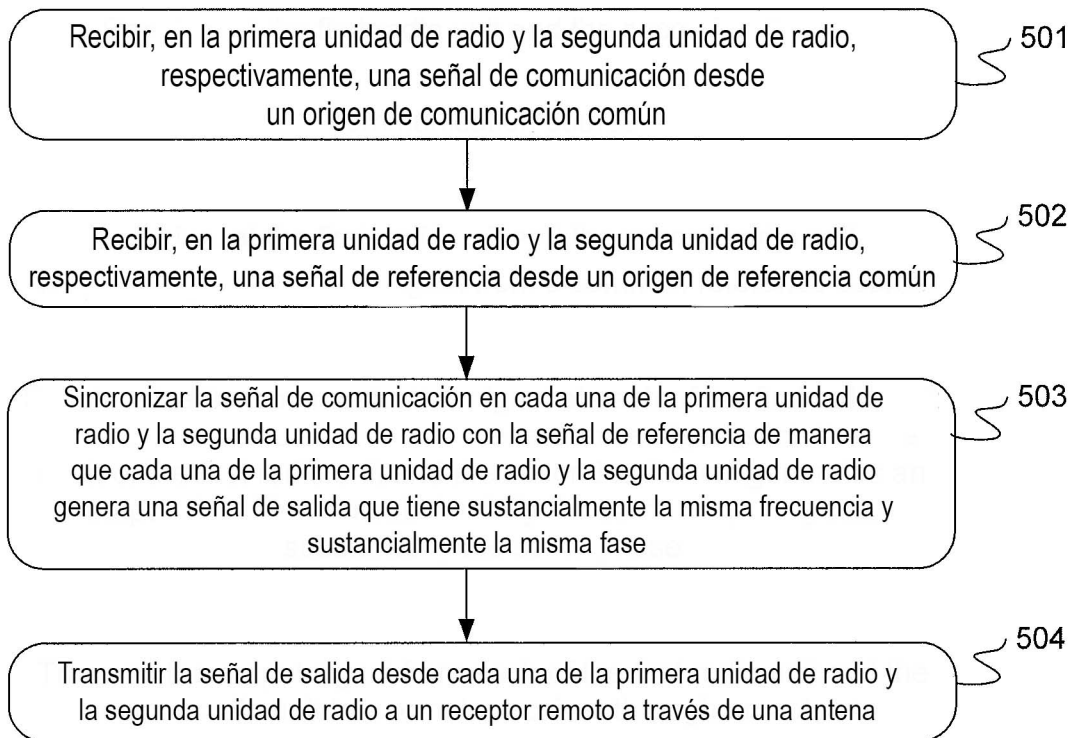 Recibir, en la primera unidad de radio y la segunda unidad de radio,
respectivamente, una señal de comunicación desde
un origen de comunicación común
501
Recibir, en la primera unidad de radio y la segunda unidad de radio,
respectivamente, una señal de referencia desde un origen de referencia común
502
Sincronizar la señal de comunicación en cada una de la primera unidad de
radio y la segunda unidad de radio con la señal de referencia de manera
que cada una de la primera unidad de radio y la segunda unidad de radio
genera una señal de salida que tiene sustancialmente la misma frecuencia y
sustancialmente la misma fase
503
Transmitir la señal de salida desde cada una de la primera unidad de radio y
la segunda unidad de radio a un receptor remoto a través de una antena
504